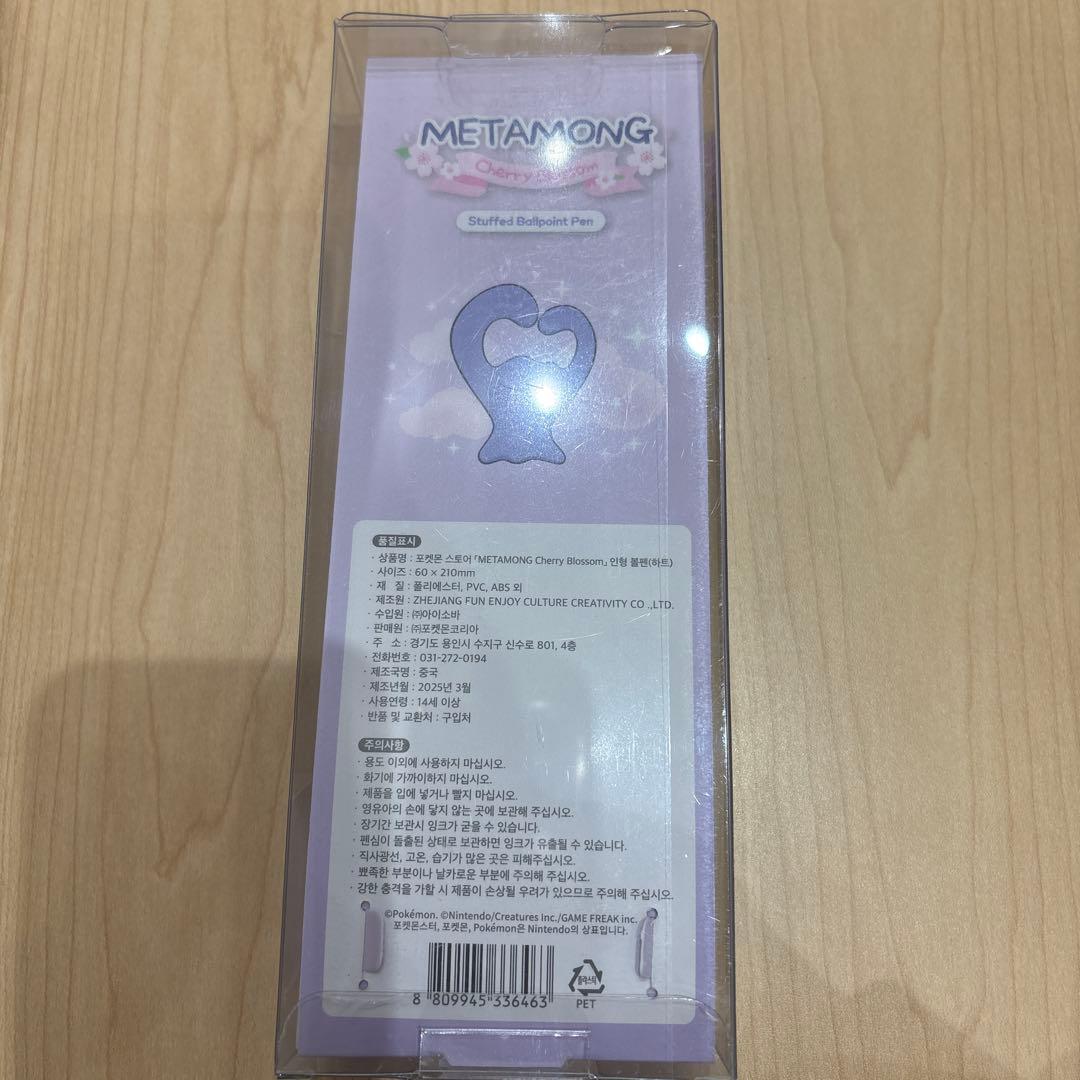 METAMONG
Cherry Blossom
Stuffed Ballpoint Pen
품질표시
· 상품명 : 포켓몬 스토어 「METAMONG Cherry Blossom」 인형 볼펜(하트)
· 사이즈 : 60 × 210mm
· 재 질 : 폴리에스터, PVC, ABS 외
· 제조원 : ZHEJIANG FUN ENJOY CULTURE CREATIVITY CO .,LTD.
· 수입원 : ㈜아이소바
· 판매원 : ㈜포켓몬코리아
· 주 소 : 경기도 용인시 수지구 신수로 801, 4층
· 전화번호 : 031-272-0194
· 제조국명 : 중국
· 제조년월 : 2025년 3월
· 사용연령 : 14세 이상
· 반품 및 교환처 : 구입처
주의사항
· 용도 이외에 사용하지 마십시오.
· 화기에 가까이하지 마십시오.
· 제품을 입에 넣거나 빨지 마십시오.
· 영유아의 손에 닿지 않는 곳에 보관해 주십시오.
· 장기간 보관시 잉크가 굳을 수 있습니다.
· 펜심이 돌출된 상태로 보관하면 잉크가 유출될 수 있습니다.
· 직사광선, 고온, 습기가 많은 곳은 피해주십시오.
· 뾰족한 부분이나 날카로운 부분에 주의해 주십시오.
· 강한 충격을 가할 시 제품이 손상될 우려가 있으므로 주의해 주십시오.
©Pokémon. ©Nintendo/Creatures Inc./GAME FREAK inc.
포켓몬스터, 포켓몬, Pokémon은 Nintendo의 상표입니다.
8 809945 336463
플라스틱
PET